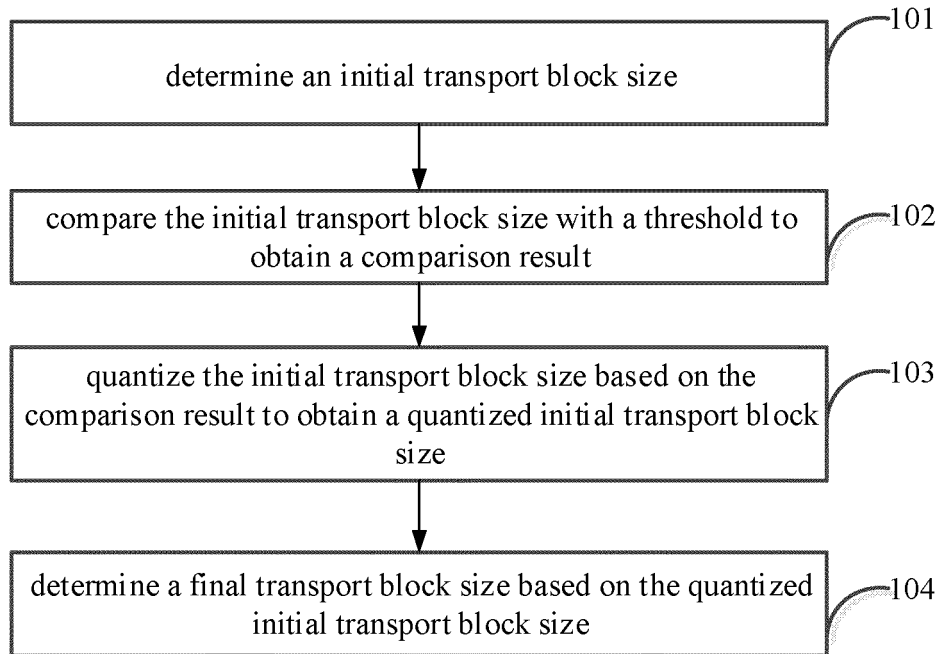 101
determine an initial transport block size
compare the initial transport block size with a threshold to
obtain a comparison result
102
quantize the initial transport block size based on the
comparison result to obtain a quantized initial transport block
size
103
determine a final transport block size based on the quantized
initial transport block size
104